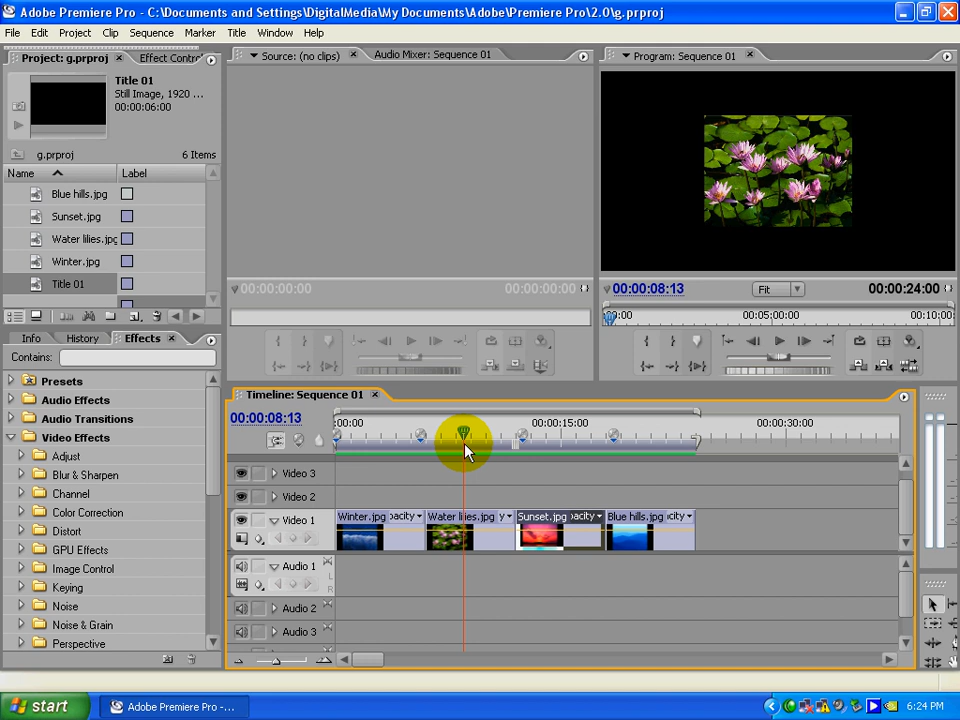 Adobe Premiere Pro - C:\Documents and Settings\DigitalMedia\My Documents\Adobe\Premiere Pro\2.0\g.prproj
File Edit Project Clip Sequence Marker Title Window Help
Project: g.prproj Effect Contro
Source: (no clips) Audio Mixer: Sequence 01
Program: Sequence 01
Title 01
Still Image, 1920 ...
00:00:06:00
g.prproj 6 Items
Name Label
Blue hills.jpg
Sunset.jpg
Water lilies.jpg
Winter.jpg
Title 01
00:00:00:00 00:00:00:00
00:00:08:13 Fit 00:00:24:00
:00:00 00:05:00:00 00:10:00:
Info History Effects
Contains:
Presets
Audio Effects
Audio Transitions
Video Effects
Adjust
Blur & Sharpen
Channel
Color Correction
Distort
GPU Effects
Image Control
Keying
Noise
Noise & Grain
Perspective
Timeline: Sequence 01
00:00:08:13
:00:00 00:00:15:00 00:00:30:00
Video 3
Video 2
Video 1
Winter.jpg pacity Water lilies.jpg y Sunset.jpg pacity Blue hills.jpg city
Audio 1
L
R
Audio 2
Audio 3
start Adobe Premiere Pro -... 6:24 PM